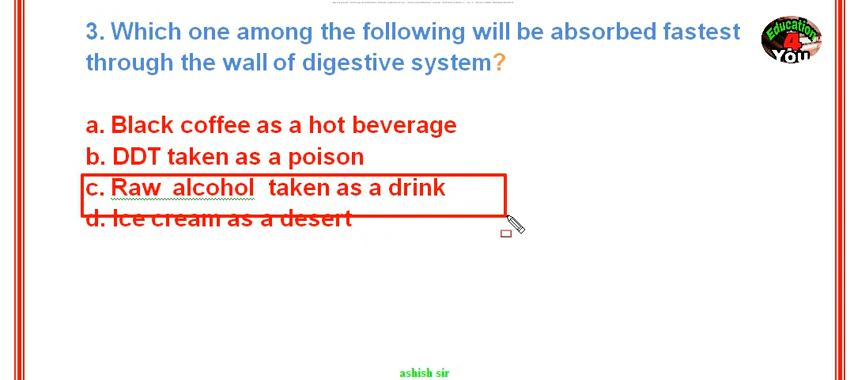 3. Which one among the following will be absorbed fastest
through the wall of digestive system?
a. Black coffee as a hot beverage
b. DDT taken as a poison
c. Raw alcohol taken as a drink
d. Ice cream as a desert
Education
4
You
ashish sir